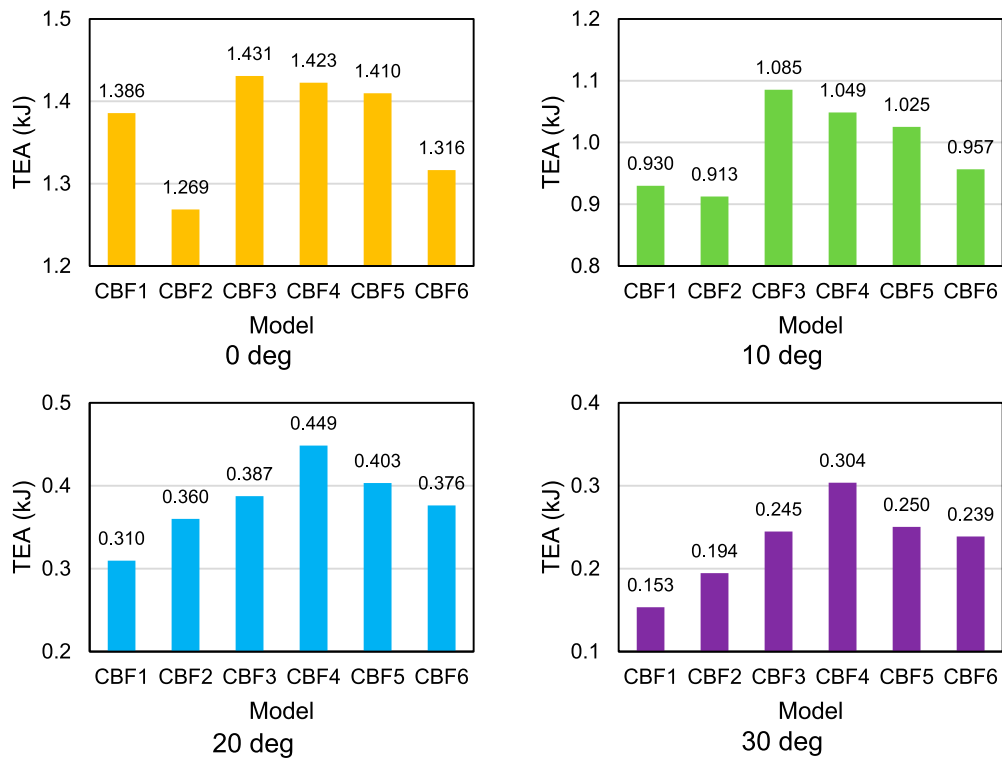 1.5
1.4
1.3
1.2
TEA (kJ)
1.386
1.269
1.431
1.423
1.410
1.316
CBF1 CBF2 CBF3 CBF4 CBF5 CBF6
Model
0 deg
1.2
1.1
1.0
0.9
0.8
TEA (kJ)
0.930
0.913
1.085
1.049
1.025
0.957
CBF1 CBF2 CBF3 CBF4 CBF5 CBF6
Model
10 deg
0.5
0.4
0.3
0.2
TEA (kJ)
0.310
0.360
0.387
0.449
0.403
0.376
CBF1 CBF2 CBF3 CBF4 CBF5 CBF6
Model
20 deg
0.4
0.3
0.2
0.1
TEA (kJ)
0.153
0.194
0.245
0.304
0.250
0.239
CBF1 CBF2 CBF3 CBF4 CBF5 CBF6
Model
30 deg